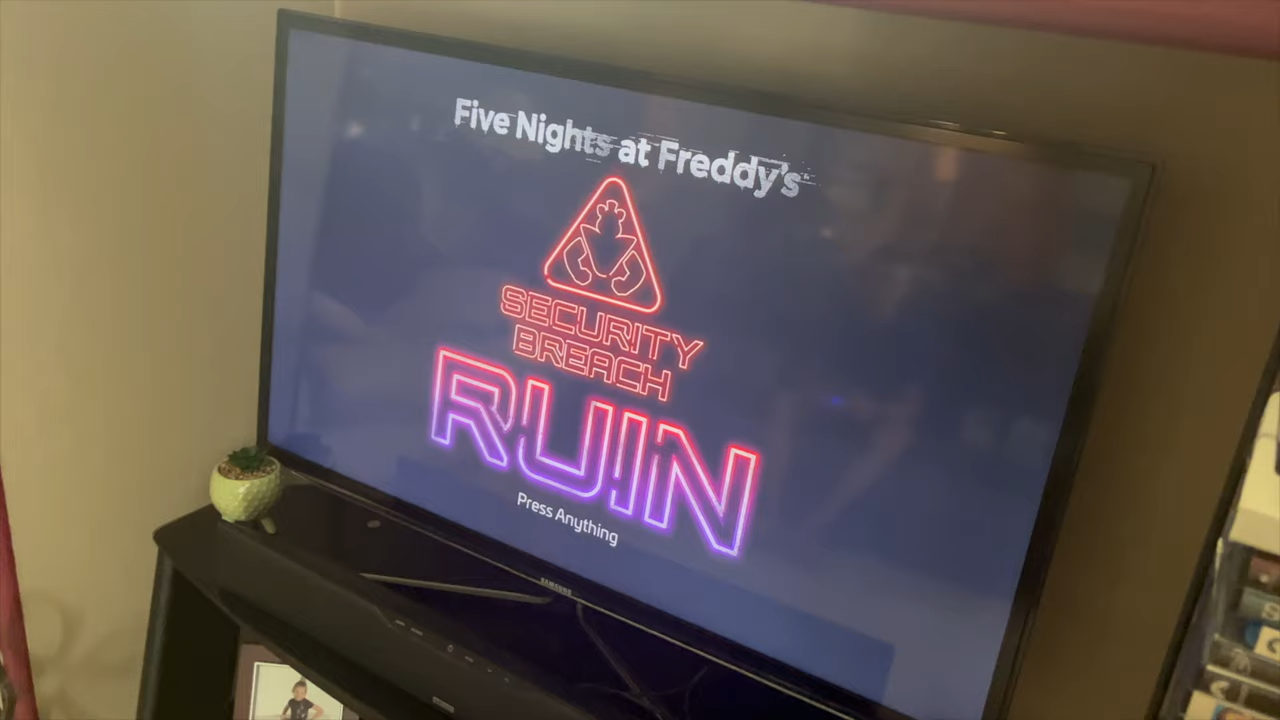 Five Nights at Freddy's
SECURITY
BREACH
RUIN
Press Anything
SAMSUNG